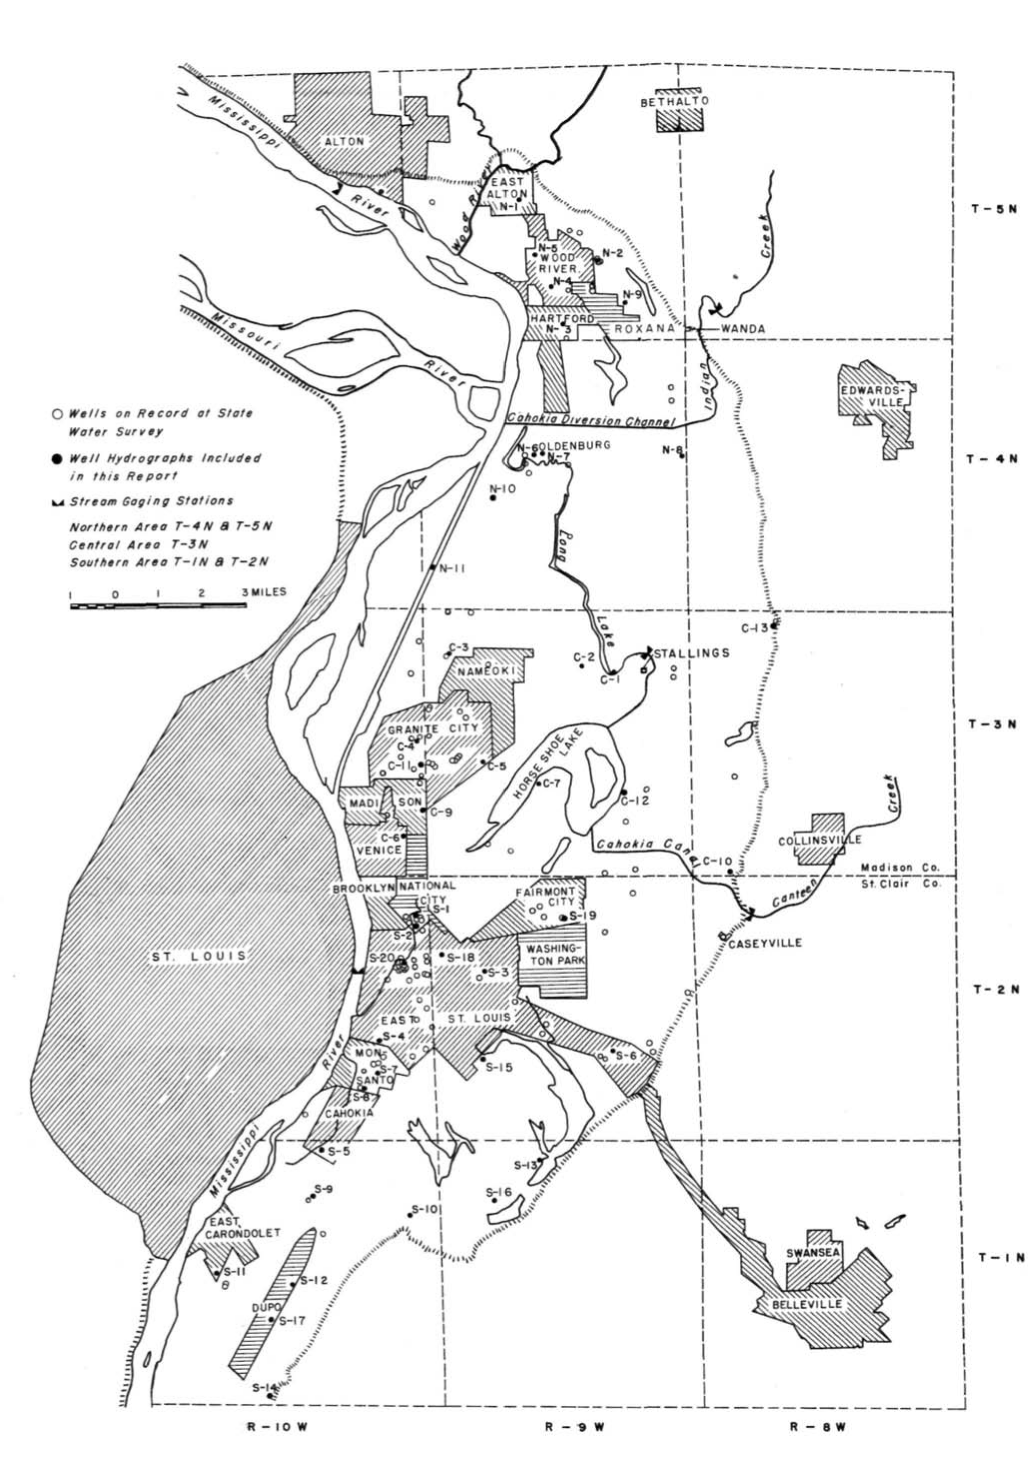 BETHALTO
Mississippi
ALTON
River
Wood River
EAST
ALTON
N-1
T-5N
Creek
N-5
WOOD
RIVER
N-2
N-4
N-9
HARTFORD
N-3
ROXANA
WANDA
Missouri
River
Indian
EDWARDS-
VILLE
Cahokia Diversion Channel
Wells on Record at State
Water Survey
Well Hydrographs Included
in this Report
Stream Gaging Stations
Northern Area T-4N & T-5N
Central Area T-3N
Southern Area T-1N & T-2N
1 0 1 2 3 MILES
N-6
OLDENBURG
N-7
N-8
T-4N
N-10
Long
Lake
N-11
C-13
C-3
C-2
C-1
STALLINGS
NAMEOKI
GRANITE CITY
C-4
C-11
C-5
HORSE SHOE LAKE
C-7
C-12
T-3N
MADI SON
C-9
C-6
VENICE
Cahokia Canal
C-10
COLLINSVILLE
Creek
Canteen
Madison Co.
St. Clair Co.
BROOKLYN
NATIONAL
CITY
S-1
S-2
FAIRMONT
CITY
S-19
WASHING-
TON PARK
CASEYVILLE
ST. LOUIS
S-20
S-18
S-3
T-2N
EAST ST. LOUIS
S-4
River
MON
SANTO
S-7
S-8
S-15
S-6
CAHOKIA
Mississippi
S-5
S-13
S-9
S-16
S-10
EAST
CARONDOLET
S-11
S-12
DUPO
S-17
SWANSEA
BELLEVILLE
T-1N
S-14
R-10W
R-9W
R-8W